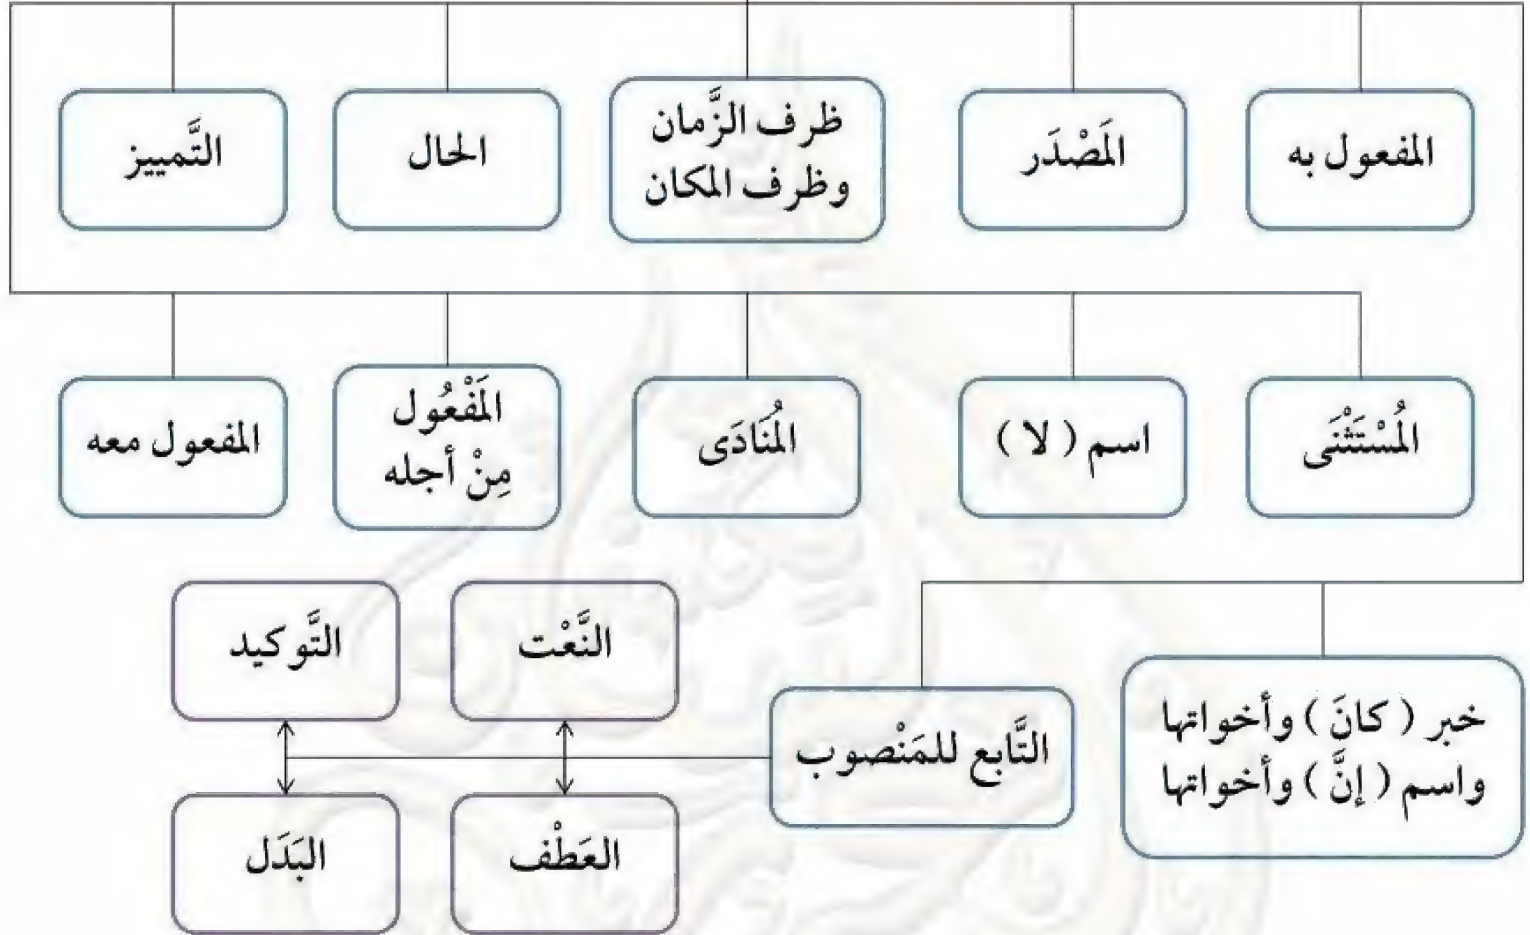 المفعول به
المَصْدَر
ظرف الزَّمان
وظرف المكان
الحال
التَّمييز
المُسْتَثْنَى
اسم ( لا )
المُنَادَى
المَفْعُول
مِنْ أجله
المفعول معه
خبر ( كانَ ) وأخواتها
واسم ( إنَّ ) وأخواتها
التَّابع للمَنْصوب
النَّعْت
التَّوكيد
العَطْف
البَدَل